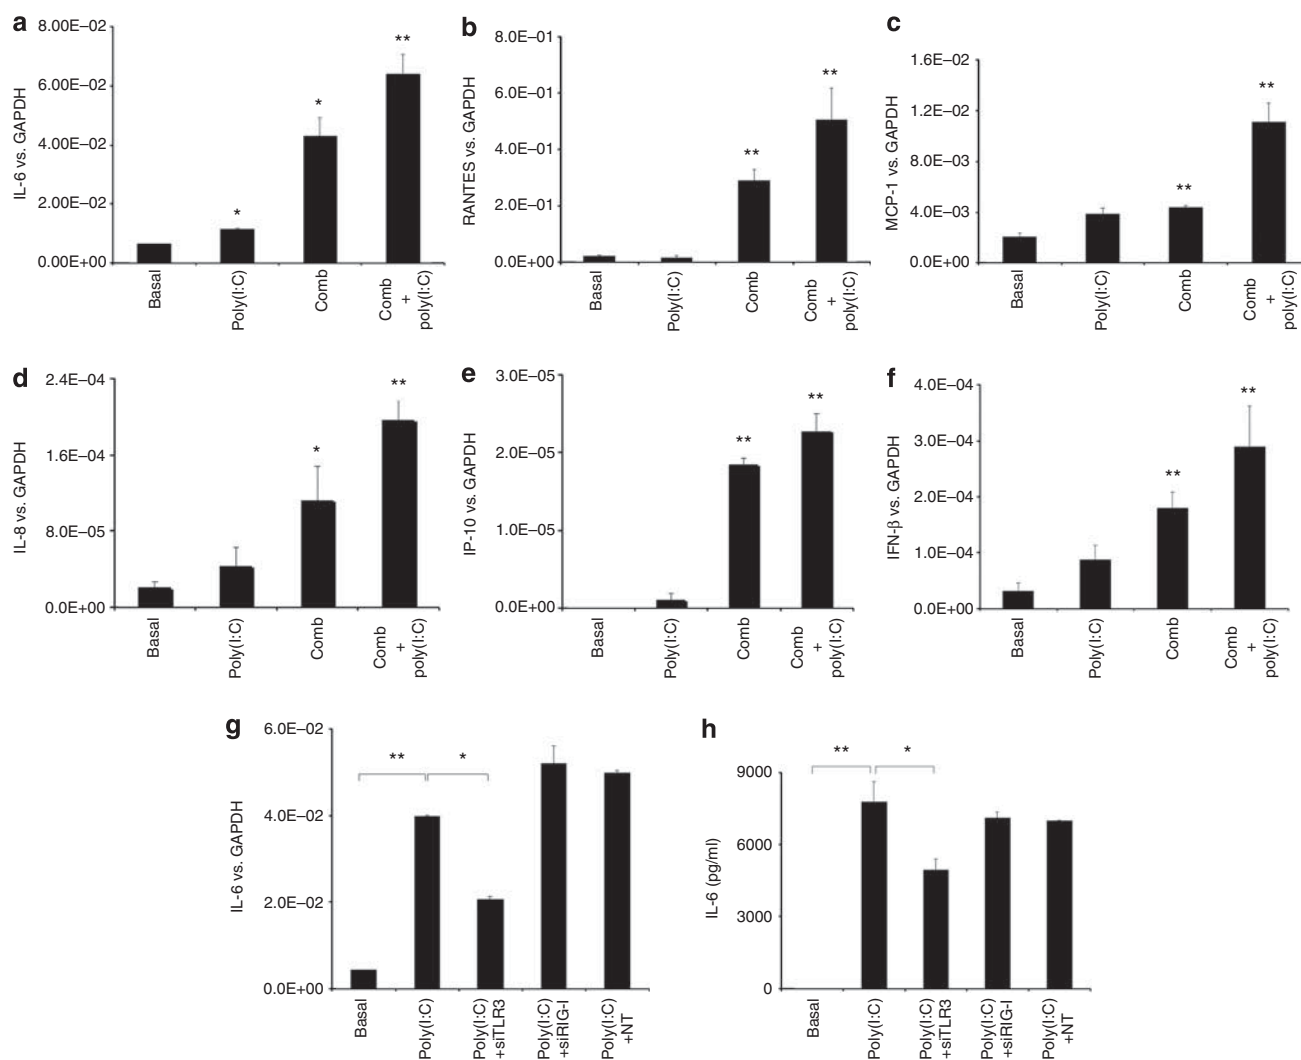 a
8.00E–02
6.00E–02
4.00E–02
2.00E–02
0.00E+00
IL-6 vs. GAPDH
*
*
**
Basal
Poly(I:C)
Comb
Comb
+
poly(I:C)
b
8.0E–01
6.0E–01
4.0E–01
2.0E–01
0.0E+00
RANTES vs. GAPDH
**
**
Basal
Poly(I:C)
Comb
Comb
+
poly(I:C)
c
1.6E–02
1.2E–02
8.0E–03
4.0E–03
0.0E+00
MCP-1 vs. GAPDH
**
**
Basal
Poly(I:C)
Comb
Comb
+
poly(I:C)
d
2.4E–04
1.6E–04
8.0E–05
0.0E+00
IL-8 vs. GAPDH
*
**
Basal
Poly(I:C)
Comb
Comb
+
poly(I:C)
e
3.0E–05
2.0E–05
1.0E–05
0.0E+00
IP-10 vs. GAPDH
**
**
Basal
Poly(I:C)
Comb
Comb
+
poly(I:C)
f
4.0E–04
3.0E–04
2.0E–04
1.0E–04
0.0E+00
IFN-β vs. GAPDH
**
**
Basal
Poly(I:C)
Comb
Comb
+
poly(I:C)
g
6.0E–02
4.0E–02
2.0E–02
0.0E+00
IL-6 vs. GAPDH
**
*
Basal
Poly(I:C)
Poly(I:C)
+siTLR3
Poly(I:C)
+siRIG-I
Poly(I:C)
+NT
h
9000
6000
3000
0
IL-6 (pg/ml)
**
*
Basal
Poly(I:C)
Poly(I:C)
+siTLR3
Poly(I:C)
+siRIG-I
Poly(I:C)
+NT